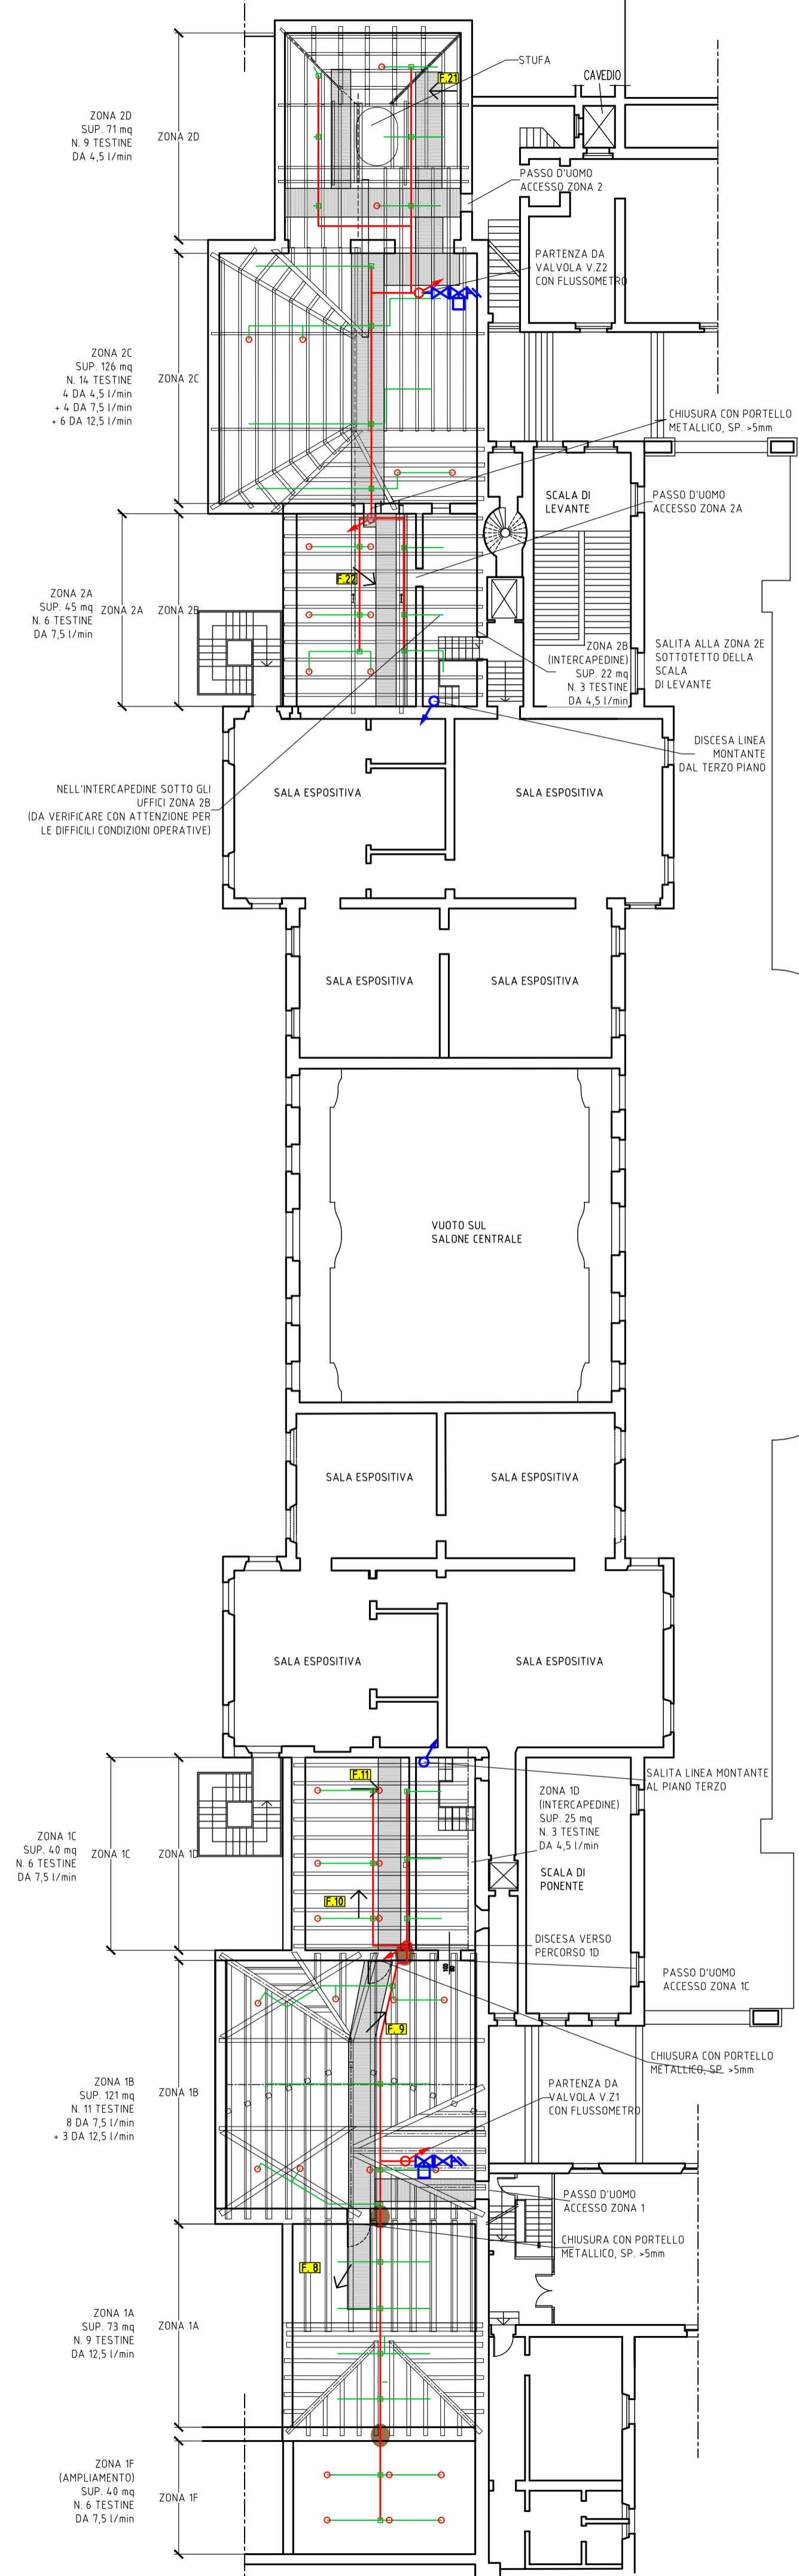 STUFA
F.21
CAVEDIO
ZONA 2D
SUP. 71 mq
N. 9 TESTINE
DA 4,5 l/min
ZONA 2D
PASSO D'UOMO
ACCESSO ZONA 2
PARTENZA DA
VALVOLA V.Z2
CON FLUSSOMETRO
ZONA 2C
SUP. 126 mq
N. 14 TESTINE
4 DA 4,5 l/min
+ 4 DA 7,5 l/min
+ 6 DA 12,5 l/min
ZONA 2C
CHIUSURA CON PORTELLO
METALLICO, SP. >5mm
SCALA DI
LEVANTE
PASSO D'UOMO
ACCESSO ZONA 2A
F.22
ZONA 2A
SUP. 45 mq
N. 6 TESTINE
DA 7,5 l/min
ZONA 2A
ZONA 2B
ZONA 2B
(INTERCAPEDINE)
SUP. 22 mq
N. 3 TESTINE
DA 4,5 l/min
SALITA ALLA ZONA 2E
SOTTOTETTO DELLA
SCALA
DI LEVANTE
DISCESA LINEA
MONTANTE
DAL TERZO PIANO
NELL'INTERCAPEDINE SOTTO GLI
UFFICI ZONA 2B
(DA VERIFICARE CON ATTENZIONE PER
LE DIFFICILI CONDIZIONI OPERATIVE)
SALA ESPOSITIVA
SALA ESPOSITIVA
SALA ESPOSITIVA
SALA ESPOSITIVA
VUOTO SUL
SALONE CENTRALE
SALA ESPOSITIVA
SALA ESPOSITIVA
SALA ESPOSITIVA
SALA ESPOSITIVA
F.11
SALITA LINEA MONTANTE
AL PIANO TERZO
ZONA 1D
(INTERCAPEDINE)
SUP. 25 mq
N. 3 TESTINE
DA 4,5 l/min
ZONA 1C
SUP. 40 mq
N. 6 TESTINE
DA 7,5 l/min
ZONA 1C
ZONA 1D
SCALA DI
PONENTE
F.10
DISCESA VERSO
PERCORSO 1D
PASSO D'UOMO
ACCESSO ZONA 1C
F. 9
CHIUSURA CON PORTELLO
METALLICO, SP. >5mm
ZONA 1B
SUP. 121 mq
N. 11 TESTINE
8 DA 7,5 l/min
+ 3 DA 12,5 l/min
ZONA 1B
PARTENZA DA
VALVOLA V.Z1
CON FLUSSOMETRO
PASSO D'UOMO
ACCESSO ZONA 1
CHIUSURA CON PORTELLO
METALLICO, SP. >5mm
F. 8
ZONA 1A
SUP. 73 mq
N. 9 TESTINE
DA 12,5 l/min
ZONA 1A
ZONA 1F
(AMPLIAMENTO)
SUP. 40 mq
N. 6 TESTINE
DA 7,5 l/min
ZONA 1F